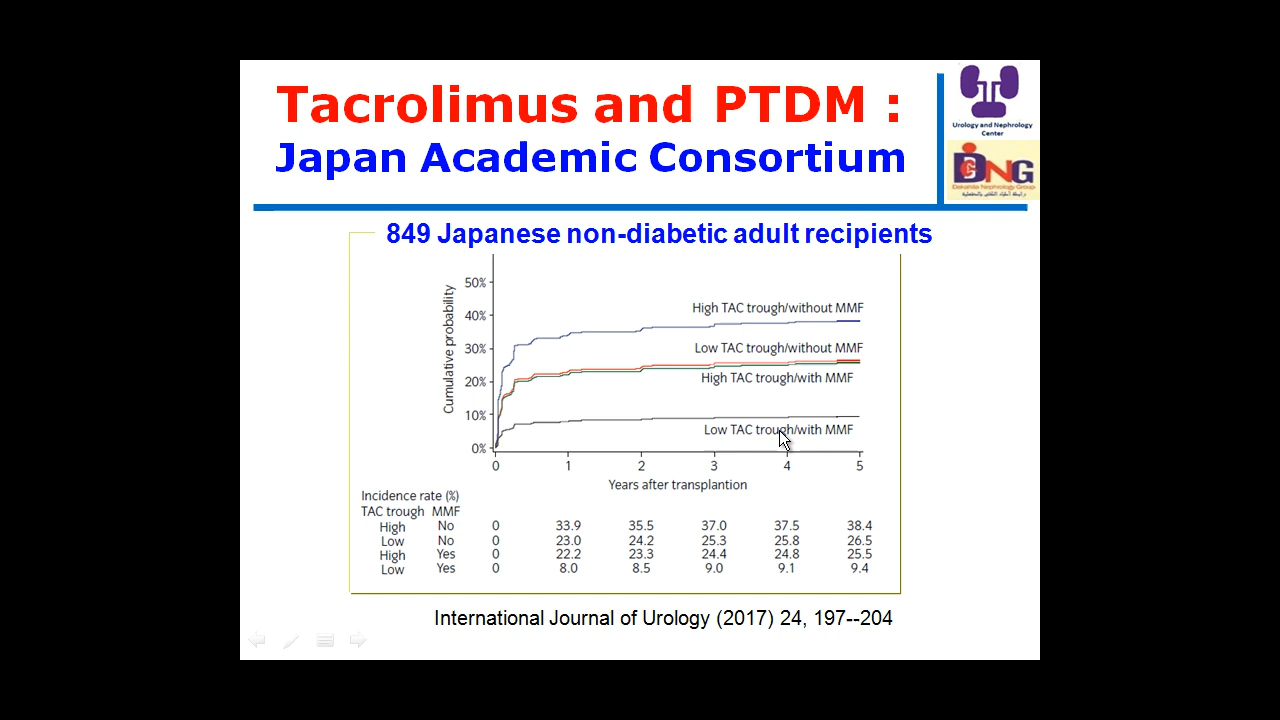 Tacrolimus and PTDM :
Japan Academic Consortium
Urology and Nephrology
Center
DCNG
Dekahlia Nephrology Group
849 Japanese non-diabetic adult recipients
Cumulative probability
50%
40%
30%
20%
10%
0%
High TAC trough/without MMF
Low TAC trough/without MMF
High TAC trough/with MMF
Low TAC trough/with MMF
0 1 2 3 4 5
Years after transplantion
Incidence rate (%)
TAC trough MMF
High No 0 33.9 35.5 37.0 37.5 38.4
Low No 0 23.0 24.2 25.3 25.8 26.5
High Yes 0 22.2 23.3 24.4 24.8 25.5
Low Yes 0 8.0 8.5 9.0 9.1 9.4
International Journal of Urology (2017) 24, 197--204